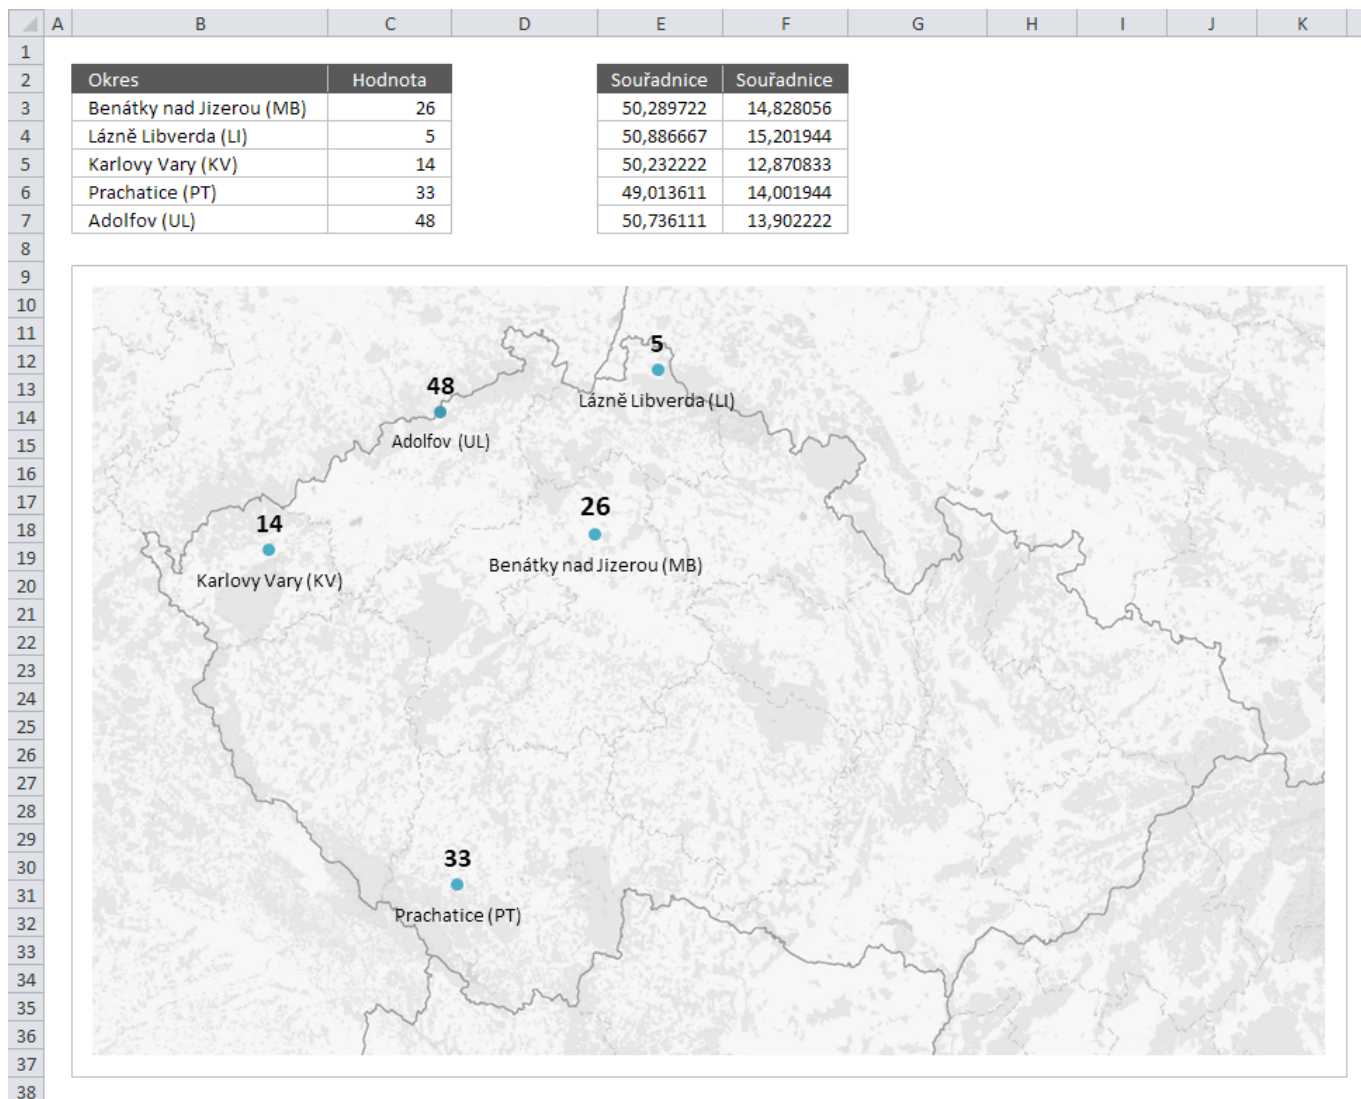 A B C D E F G H I J K
1
2 Okres Hodnota Souřadnice Souřadnice
3 Benátky nad Jizerou (MB) 26 50,289722 14,828056
4 Lázně Libverda (LI) 5 50,886667 15,201944
5 Karlovy Vary (KV) 14 50,232222 12,870833
6 Prachatice (PT) 33 49,013611 14,001944
7 Adolfov (UL) 48 50,736111 13,902222
8
9
10
11
12 5
13 48
14 Lázně Libverda (LI)
15 Adolfov (UL)
16
17 26
18 14
19 Benátky nad Jizerou (MB)
20 Karlovy Vary (KV)
21
22
23
24
25
26
27
28
29
30 33
31
32 Prachatice (PT)
33
34
35
36
37
38